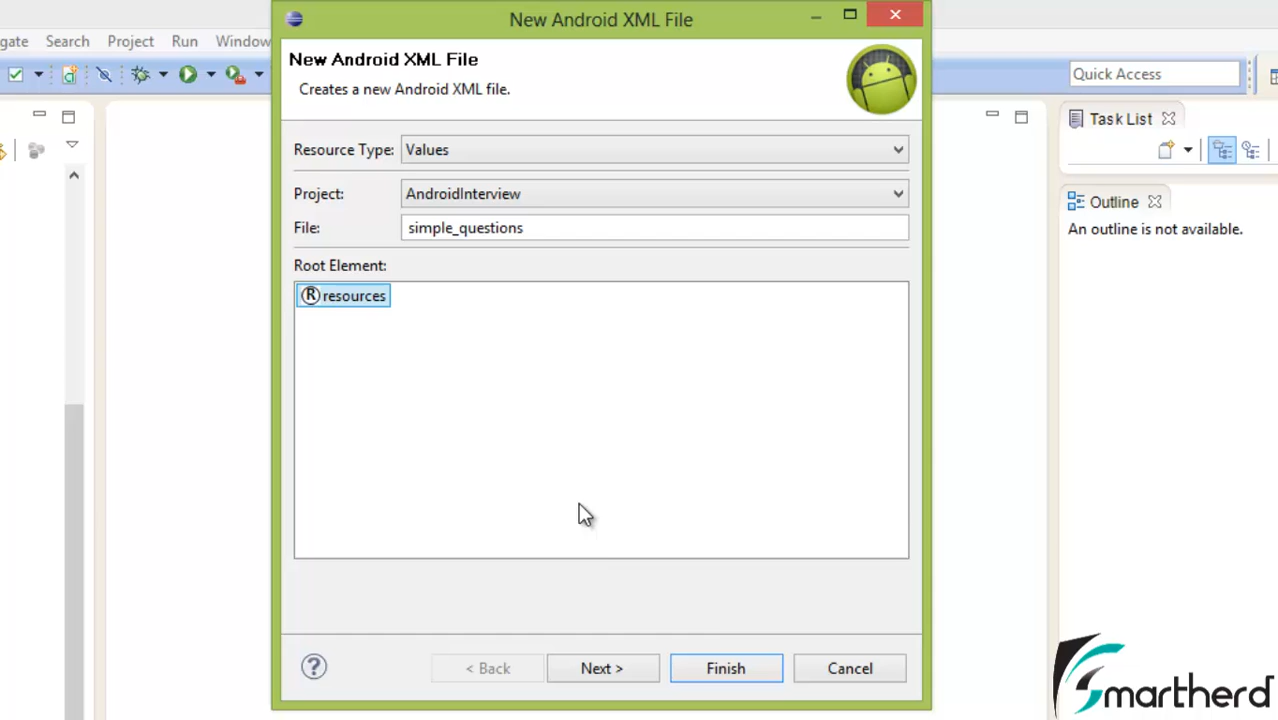 New Android XML File
gate Search Project Run Window
Quick Access
New Android XML File
Creates a new Android XML file.
Task List
Resource Type: Values
Project: AndroidInterview
Outline
File: simple_questions
An outline is not available.
Root Element:
R resources
? < Back Next > Finish Cancel
Smartherd